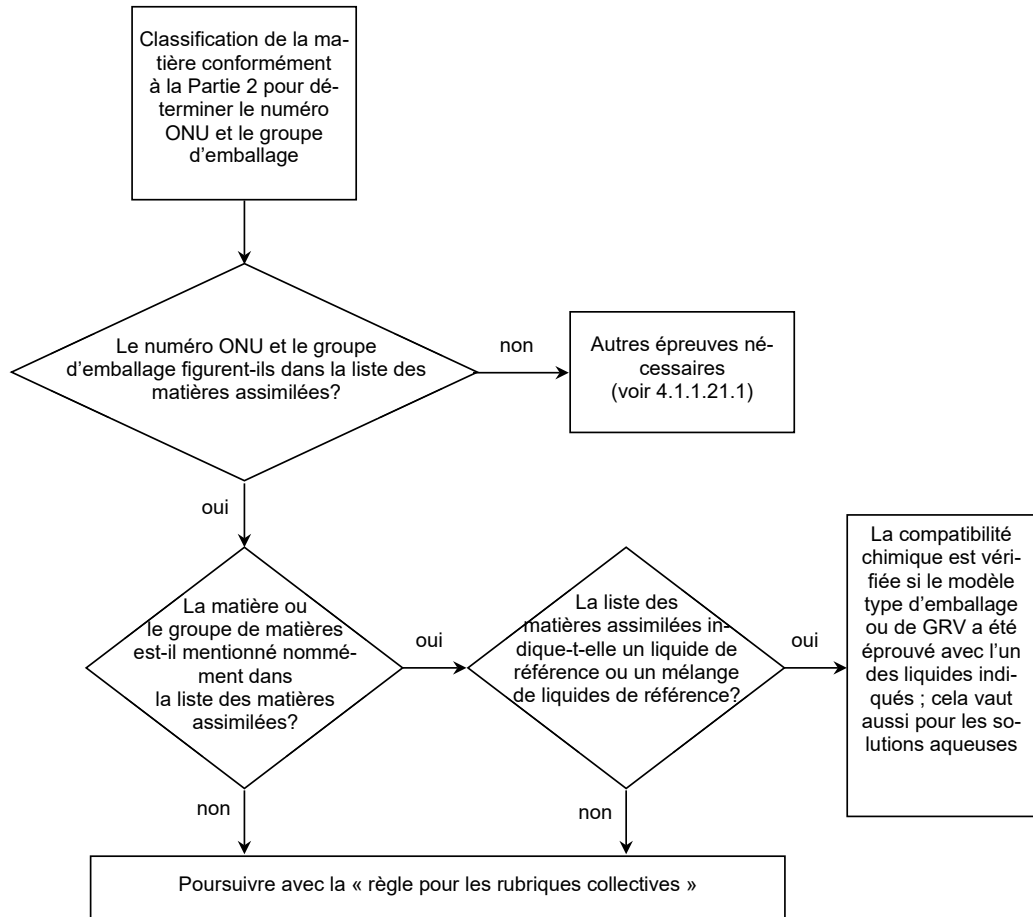 Classification de la ma-
tière conformément
à la Partie 2 pour dé-
terminer le numéro
ONU et le groupe
d’emballage
Le numéro ONU et le groupe
d’emballage figurent-ils dans la liste des
matières assimilées?
non
Autres épreuves né-
cessaires
(voir 4.1.1.21.1)
oui
La matière ou
le groupe de matières
est-il mentionné nommé-
ment dans
la liste des matières
assimilées?
oui
La liste des
matières assimilées in-
dique-t-elle un liquide de
référence ou un mélange
de liquides de référence?
oui
La compatibilité
chimique est véri-
fiée si le modèle
type d’emballage
ou de GRV a été
éprouvé avec l’un
des liquides indi-
qués ; cela vaut
aussi pour les so-
lutions aqueuses
non
non
Poursuivre avec la « règle pour les rubriques collectives »